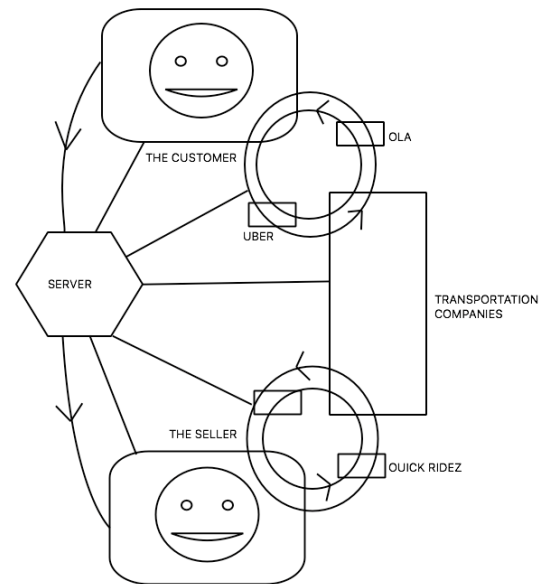 OLA
THE CUSTOMER
UBER
SERVER
TRANSPORTATION
COMPANIES
THE SELLER
OUICK RIDEZ